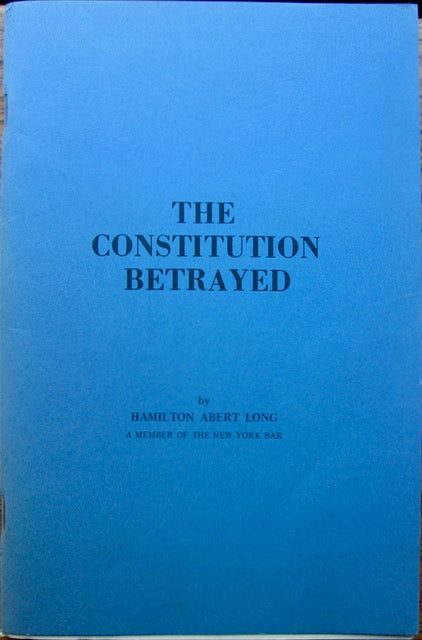 THE
CONSTITUTION
BETRAYED
by
HAMILTON ABERT LONG
A MEMBER OF THE NEW YORK BAR